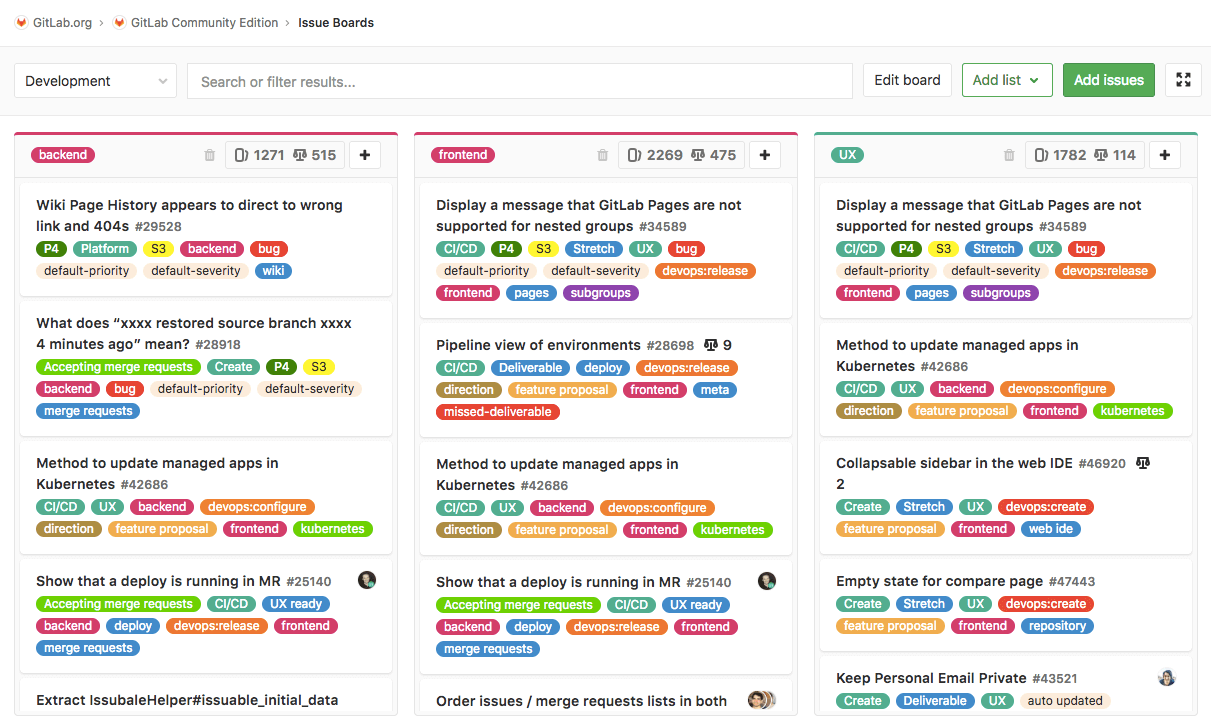 GitLab.org › GitLab Community Edition › Issue Boards
Development
Search or filter results...
Edit board
Add list
Add issues
backend
1271 515
+
Wiki Page History appears to direct to wrong
link and 404s #29528
P4 Platform S3 backend bug
default-priority default-severity wiki
What does “xxxx restored source branch xxxx
4 minutes ago” mean? #28918
Accepting merge requests Create P4 S3
backend bug default-priority default-severity
merge requests
Method to update managed apps in
Kubernetes #42686
CI/CD UX backend devops:configure
direction feature proposal frontend kubernetes
Show that a deploy is running in MR #25140
Accepting merge requests CI/CD UX ready
backend deploy devops:release frontend
merge requests
Extract IssubaleHelper#issuable_initial_data
frontend
2269 475
+
Display a message that GitLab Pages are not
supported for nested groups #34589
CI/CD P4 S3 Stretch UX bug
default-priority default-severity devops:release
frontend pages subgroups
Pipeline view of environments #28698 9
CI/CD Deliverable deploy devops:release
direction feature proposal frontend meta
missed-deliverable
Method to update managed apps in
Kubernetes #42686
CI/CD UX backend devops:configure
direction feature proposal frontend kubernetes
Show that a deploy is running in MR #25140
Accepting merge requests CI/CD UX ready
backend deploy devops:release frontend
merge requests
Order issues / merge requests lists in both
UX
1782 114
+
Display a message that GitLab Pages are not
supported for nested groups #34589
CI/CD P4 S3 Stretch UX bug
default-priority default-severity devops:release
frontend pages subgroups
Method to update managed apps in
Kubernetes #42686
CI/CD UX backend devops:configure
direction feature proposal frontend kubernetes
Collapsable sidebar in the web IDE #46920
2
Create Stretch UX devops:create
feature proposal frontend web ide
Empty state for compare page #47443
Create Stretch UX devops:create
feature proposal frontend repository
Keep Personal Email Private #43521
Create Deliverable UX auto updated